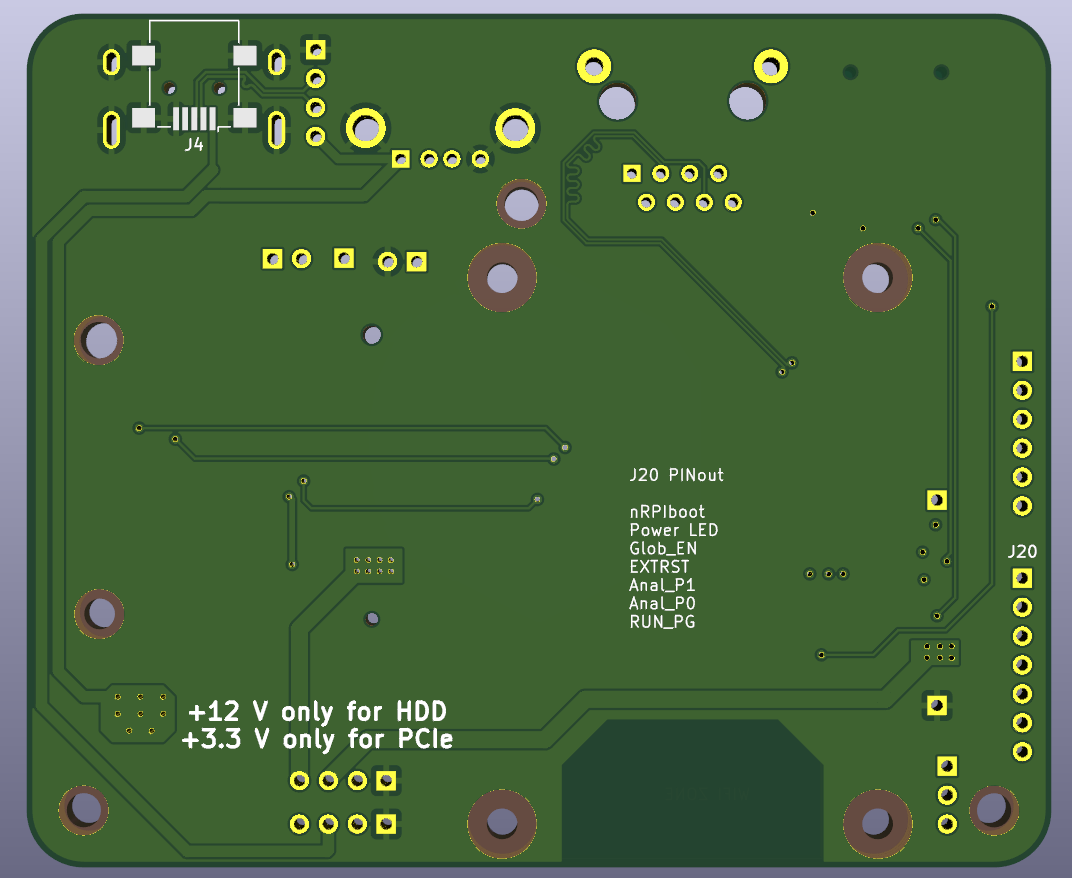 J4
J20 PINout
nRPIboot
Power LED
Glob_EN
EXTRST
Anal_P1
Anal_P0
RUN_PG
J20
+12 V only for HDD
+3.3 V only for PCIe